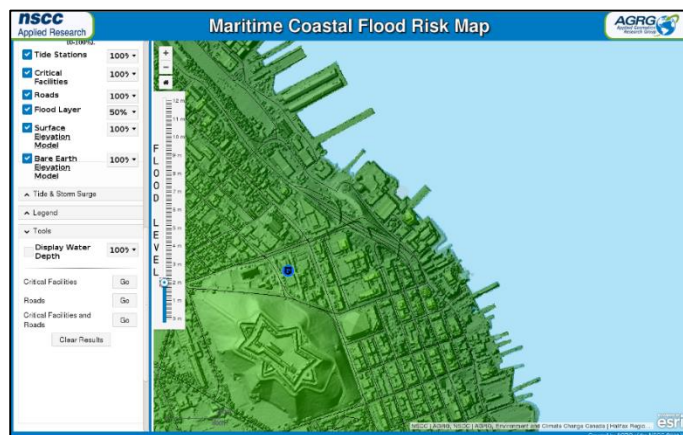 nscc
Applied Research
Maritime Coastal Flood Risk Map
AGRG
Applied Geomatics
Research Group
Tide Stations 100%
Critical
Facilities 100%
Roads 100%
Flood Layer 50%
Surface
Elevation
Model 100%
Bare Earth
Elevation
Model 100%
Tide & Storm Surge
Legend
Tools
Display Water
Depth 100%
Critical Facilities Go
Roads Go
Critical Facilities and
Roads Go
Clear Results
+
−
FLOOD LEVEL
12 m
11 m
10 m
9 m
8 m
7 m
6 m
5 m
4 m
3 m
2 m
1 m
0 m
NSCC | AGRG, NSCC | AGRG, Environment and Climate Change Canada | Halifax Regio...
esri